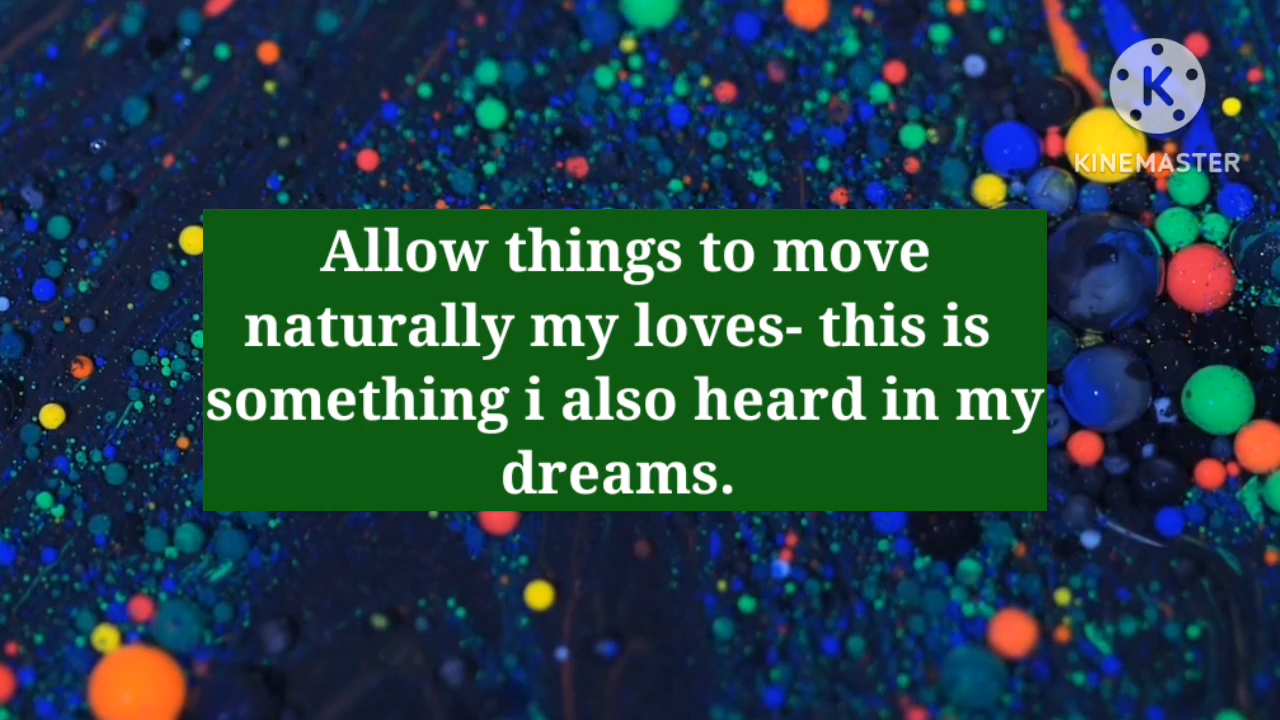 K
KINEMASTER
Allow things to move
naturally my loves- this is
something i also heard in my
dreams.